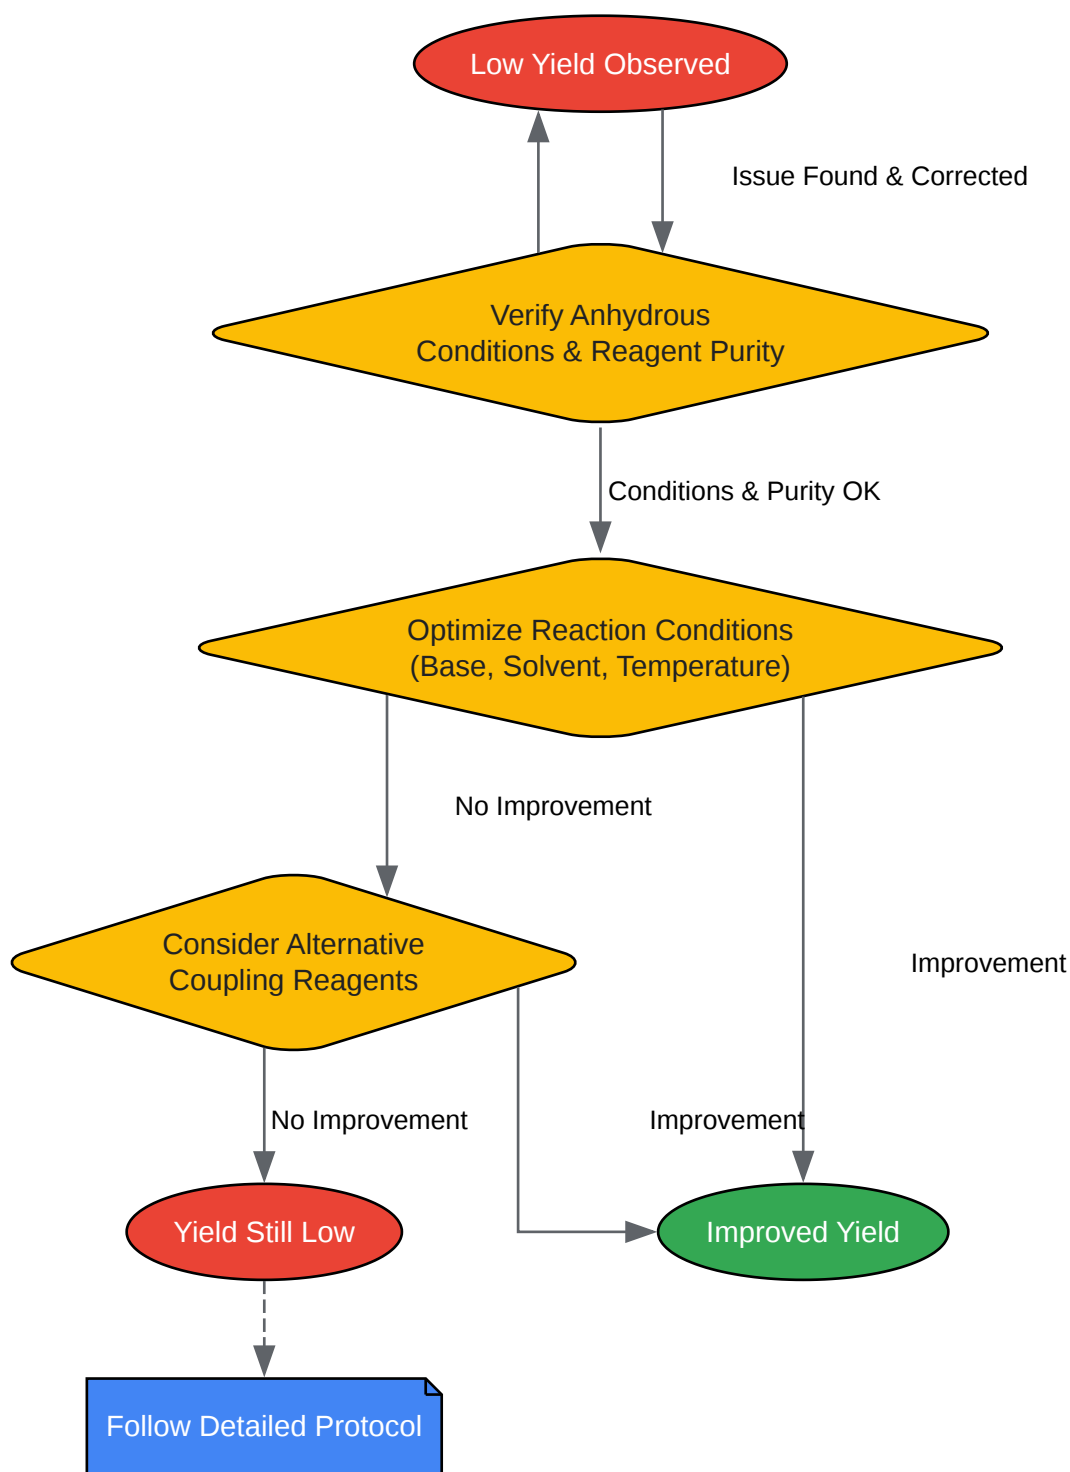 Low Yield Observed
Issue Found & Corrected
Verify Anhydrous
Conditions & Reagent Purity
Conditions & Purity OK
Optimize Reaction Conditions
(Base, Solvent, Temperature)
No Improvement
Consider Alternative
Coupling Reagents
Improvement
No Improvement
Improvement
Yield Still Low
Improved Yield
Follow Detailed Protocol